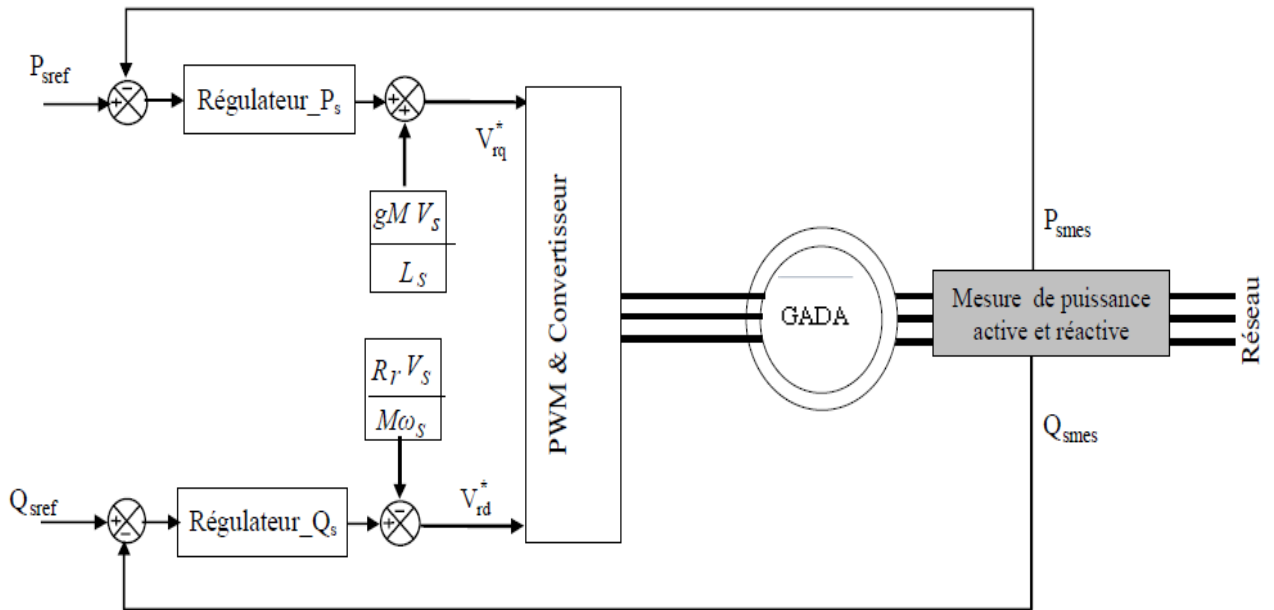 P_sref
Régulateur_P_s
V*_rq
gM V_s
L_s
PWM & Convertisseur
P_smes
GADA
Mesure de puissance
active et réactive
Réseau
R_r V_s
Mω_s
Q_smes
Q_sref
Régulateur_Q_s
V*_rd